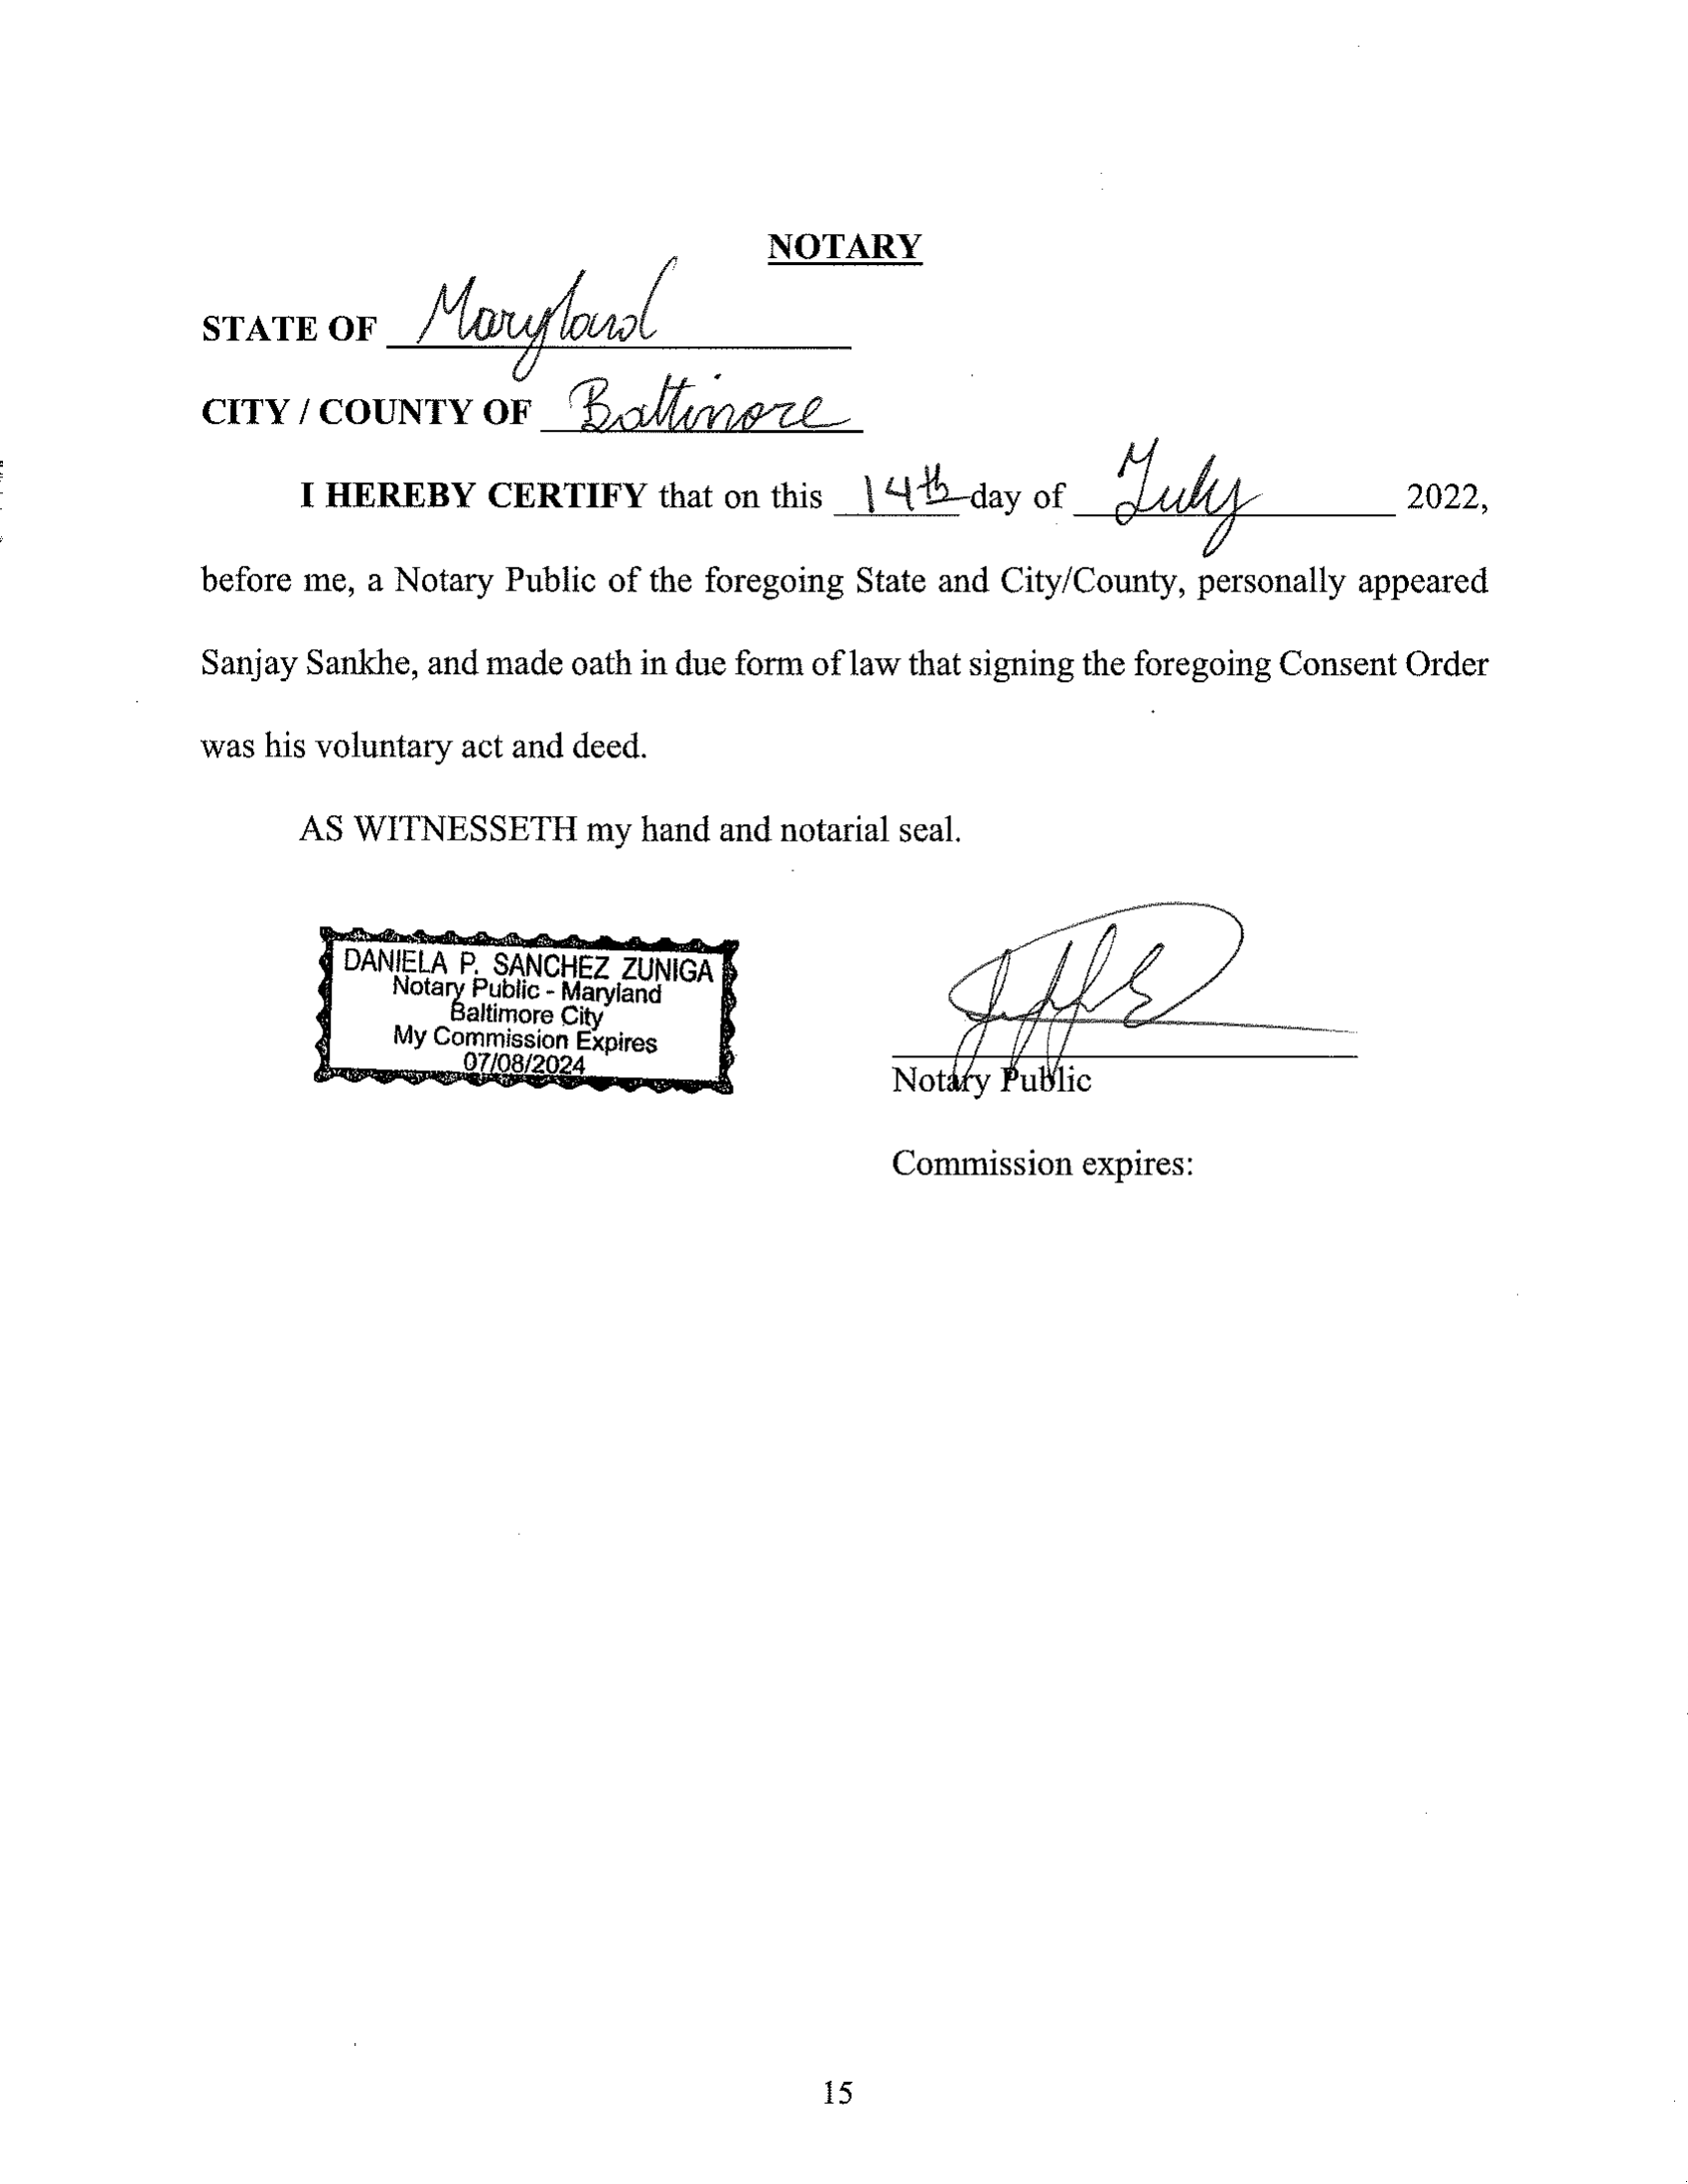 NOTARY
STATE OF Maryland
CITY / COUNTY OF Baltimore
I HEREBY CERTIFY that on this 14th day of July 2022,
before me, a Notary Public of the foregoing State and City/County, personally appeared
Sanjay Sankhe, and made oath in due form of law that signing the foregoing Consent Order
was his voluntary act and deed.
AS WITNESSETH my hand and notarial seal.
DANIELA P. SANCHEZ ZUNIGA
Notary Public - Maryland
Baltimore City
My Commission Expires
07/08/2024
Notary Public
Commission expires:
15